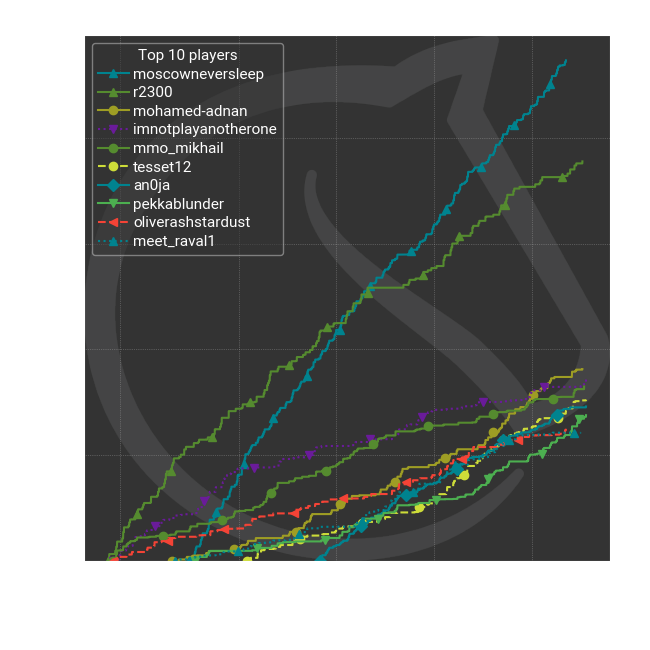 Top 10 players
moscowneversleep
r2300
mohamed-adnan
imnotplayanotherone
mmo_mikhail
tesset12
an0ja
pekkablunder
oliverashstardust
meet_raval1